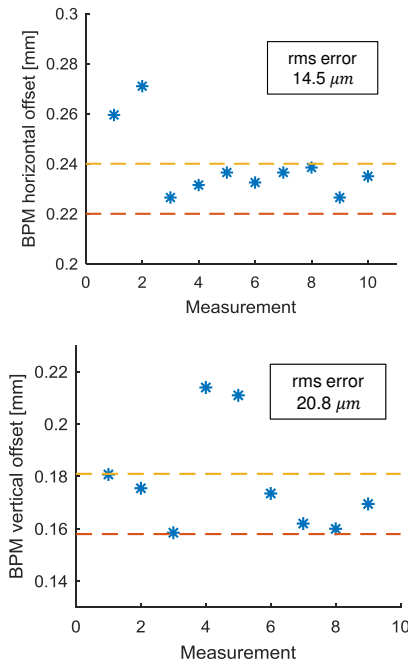 BPM horizontal offset [mm]
0.3
0.28
0.26
0.24
0.22
0.2
rms error
14.5 μm
0 2 4 6 8 10
Measurement
BPM vertical offset [mm]
0.22
0.2
0.18
0.16
0.14
rms error
20.8 μm
0 2 4 6 8 10
Measurement